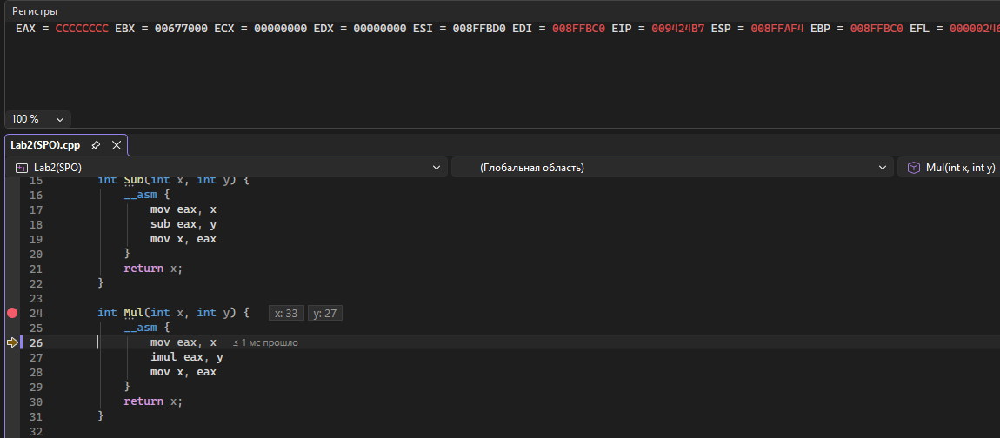 Регистры
EAX = CCCCCCCC EBX = 00677000 ECX = 00000000 EDX = 00000000 ESI = 008FFBD0 EDI = 008FFBC0 EIP = 009424B7 ESP = 008FFAF4 EBP = 008FFBC0 EFL = 00000246
100 %
Lab2(SPO).cpp
Lab2(SPO) (Глобальная область) Mul(int x, int y)
15 int Sub(int x, int y) {
16 __asm {
17 mov eax, x
18 sub eax, y
19 mov x, eax
20 }
21 return x;
22 }
23
24 int Mul(int x, int y) { x: 33 y: 27
25 __asm {
26 mov eax, x ≤ 1 мс прошло
27 imul eax, y
28 mov x, eax
29 }
30 return x;
31 }
32